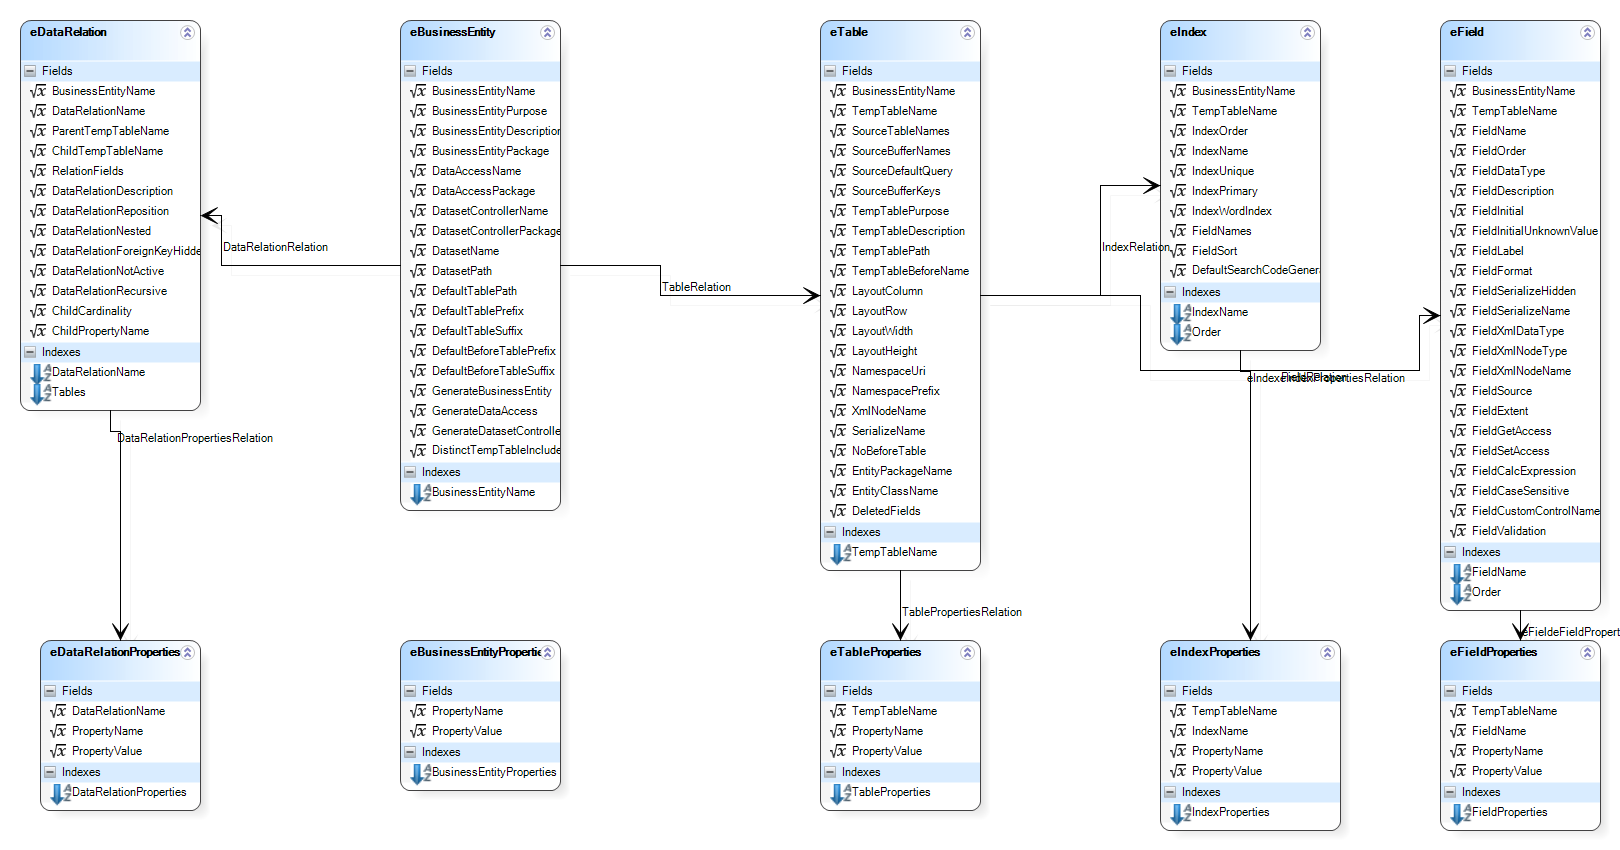 eDataRelation
Fields
BusinessEntityName
DataRelationName
ParentTempTableName
ChildTempTableName
RelationFields
DataRelationDescription
DataRelationReposition
DataRelationNested
DataRelationForeignKeyHidde
DataRelationNotActive
DataRelationRecursive
ChildCardinality
ChildPropertyName
Indexes
DataRelationName
Tables
DataRelationRelation
DataRelationPropertiesRelation
eBusinessEntity
Fields
BusinessEntityName
BusinessEntityPurpose
BusinessEntityDescription
BusinessEntityPackage
DataAccessName
DataAccessPackage
DatasetControllerName
DatasetControllerPackage
DatasetName
DatasetPath
DefaultTablePath
DefaultTablePrefix
DefaultTableSuffix
DefaultBeforeTablePrefix
DefaultBeforeTableSuffix
GenerateBusinessEntity
GenerateDataAccess
GenerateDatasetControlle
DistinctTempTableInclude
Indexes
BusinessEntityName
TableRelation
eTable
Fields
BusinessEntityName
TempTableName
SourceTableNames
SourceBufferNames
SourceDefaultQuery
SourceBufferKeys
TempTablePurpose
TempTableDescription
TempTablePath
TempTableBeforeName
LayoutColumn
LayoutRow
LayoutWidth
LayoutHeight
NamespaceUri
NamespacePrefix
XmlNodeName
SerializeName
NoBeforeTable
EntityPackageName
EntityClassName
DeletedFields
Indexes
TempTableName
TablePropertiesRelation
IndexRelation
eIndex
Fields
BusinessEntityName
TempTableName
IndexOrder
IndexName
IndexUnique
IndexPrimary
IndexWordIndex
FieldNames
FieldSort
DefaultSearchCodeGenera
Indexes
IndexName
Order
FieldRelation
eIndexeIndexPropertiesRelation
eField
Fields
BusinessEntityName
TempTableName
FieldName
FieldOrder
FieldDataType
FieldDescription
FieldInitial
FieldInitialUnknownValue
FieldLabel
FieldFormat
FieldSerializeHidden
FieldSerializeName
FieldXmlDataType
FieldXmlNodeType
FieldXmlNodeName
FieldSource
FieldExtent
FieldGetAccess
FieldSetAccess
FieldCalcExpression
FieldCaseSensitive
FieldCustomControlName
FieldValidation
Indexes
FieldName
Order
eFieldeFieldPropert
eDataRelationProperties
Fields
DataRelationName
PropertyName
PropertyValue
Indexes
DataRelationProperties
eBusinessEntityPropertie
Fields
PropertyName
PropertyValue
Indexes
BusinessEntityProperties
eTableProperties
Fields
TempTableName
PropertyName
PropertyValue
Indexes
TableProperties
eIndexProperties
Fields
TempTableName
IndexName
PropertyName
PropertyValue
Indexes
IndexProperties
eFieldProperties
Fields
TempTableName
FieldName
PropertyName
PropertyValue
Indexes
FieldProperties